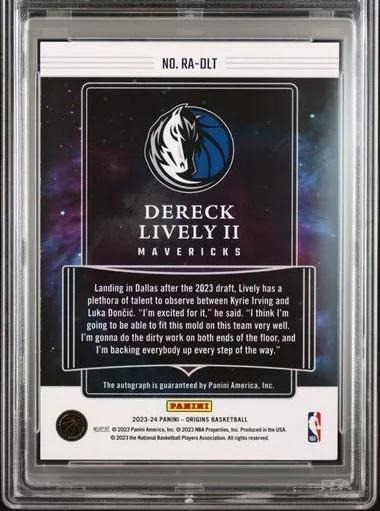 NO. RA-DLT
DERECK
LIVELY II
MAVERICKS
Landing in Dallas after the 2023 draft, Lively has a
plethora of talent to observe between Kyrie Irving and
Luka Dončić. “I’m excited for it,” he said. “I think I’m
going to be able to fit this mold on this team very well.
I’m gonna do the dirty work on both ends of the floor, and
I’m backing everybody up every step of the way.”
The autograph is guaranteed by Panini America, Inc.
PANINI
2023-24 PANINI – ORIGINS BASKETBALL
© 2023 Panini America, Inc. © 2023 NBA Properties, Inc. Produced in the USA.
© 2023 the National Basketball Players Association. All rights reserved.